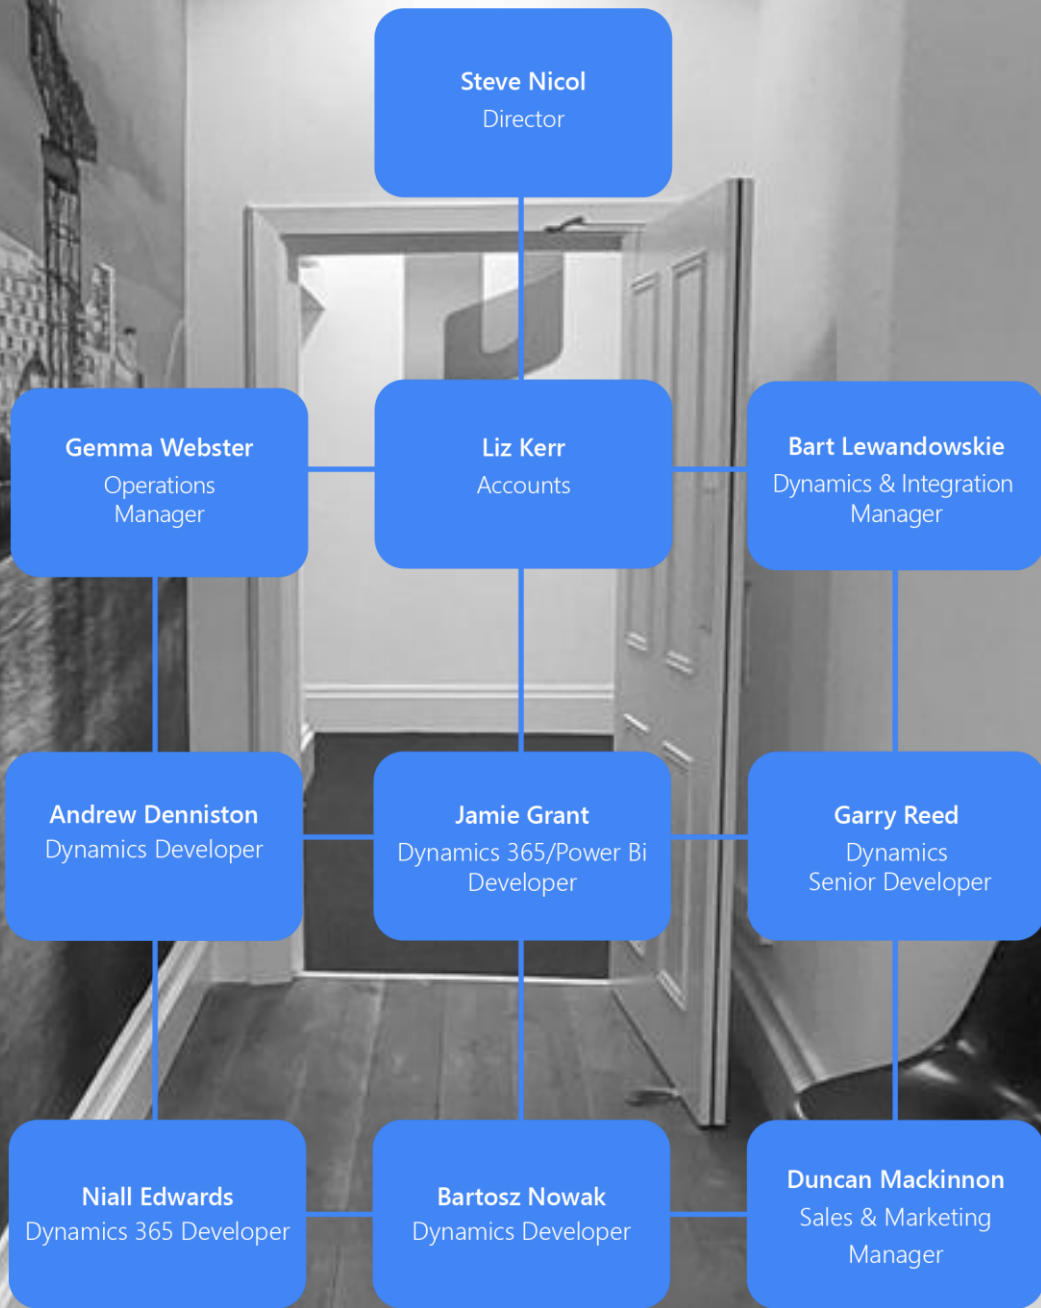 Steve Nicol
Director
Gemma Webster
Operations
Manager
Liz Kerr
Accounts
Bart Lewandowskie
Dynamics & Integration
Manager
Andrew Denniston
Dynamics Developer
Jamie Grant
Dynamics 365/Power Bi
Developer
Garry Reed
Dynamics
Senior Developer
Niall Edwards
Dynamics 365 Developer
Bartosz Nowak
Dynamics Developer
Duncan Mackinnon
Sales & Marketing
Manager